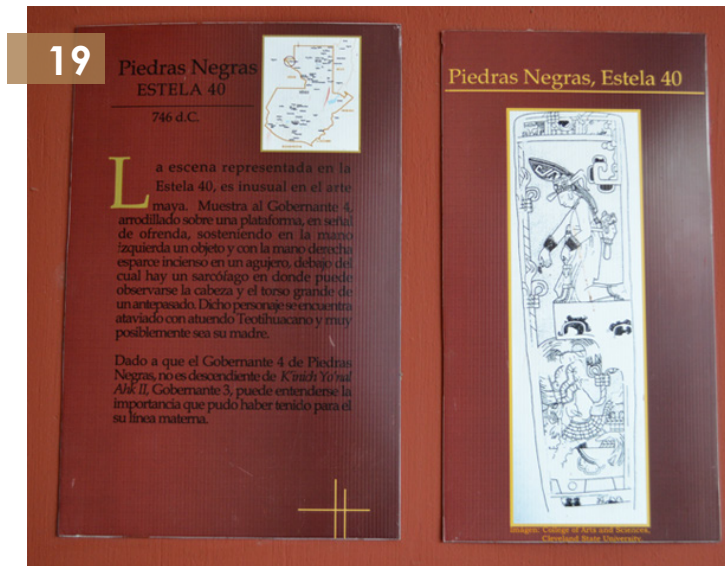 19
Piedras Negras
ESTELA 40
746 d.C.
La escena representada en la
Estela 40, es inusual en el arte
maya. Muestra al Gobernante 4,
arrodillado sobre una plataforma, en señal
de ofrenda, sosteniendo en la mano
izquierda un objeto y con la mano derecha
esparce incienso en un agujero, debajo del
cual hay un sarcófago en donde puede
observarse la cabeza y el torso grande de
un antepasado. Dicho personaje se encuentra
ataviado con atuendo Teotihuacano y muy
posiblemente sea su madre.
Dado a que el Gobernante 4 de Piedras
Negras, no es descendiente de K'inich Yo'nal
Ahk II, Gobernante 3, puede entenderse la
importancia que pudo haber tenido para el
su línea materna.
Piedras Negras, Estela 40
Imagen: College of Arts and Sciences,
Cleveland State University.